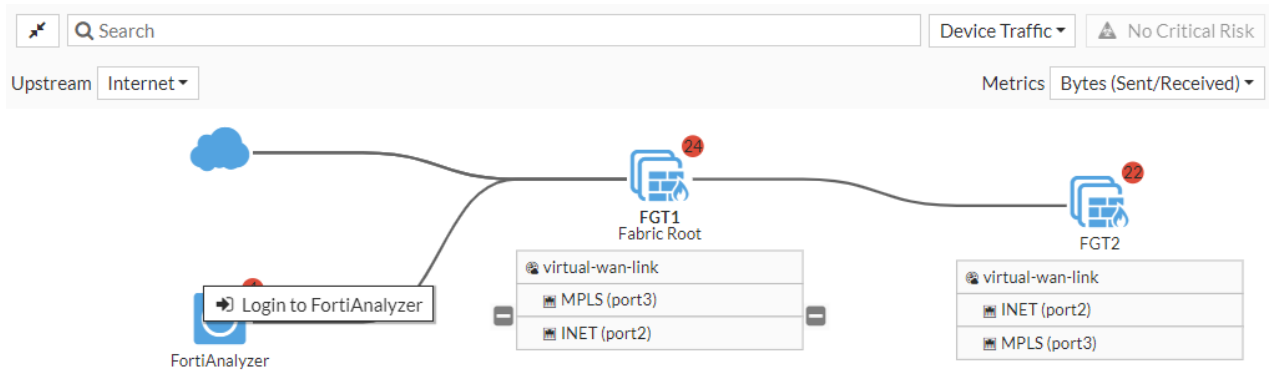 Search
Device Traffic
No Critical Risk
Upstream
Internet
Metrics
Bytes (Sent/Received)
24
FGT1
Fabric Root
virtual-wan-link
MPLS (port3)
INET (port2)
22
FGT2
virtual-wan-link
INET (port2)
MPLS (port3)
Login to FortiAnalyzer
FortiAnalyzer